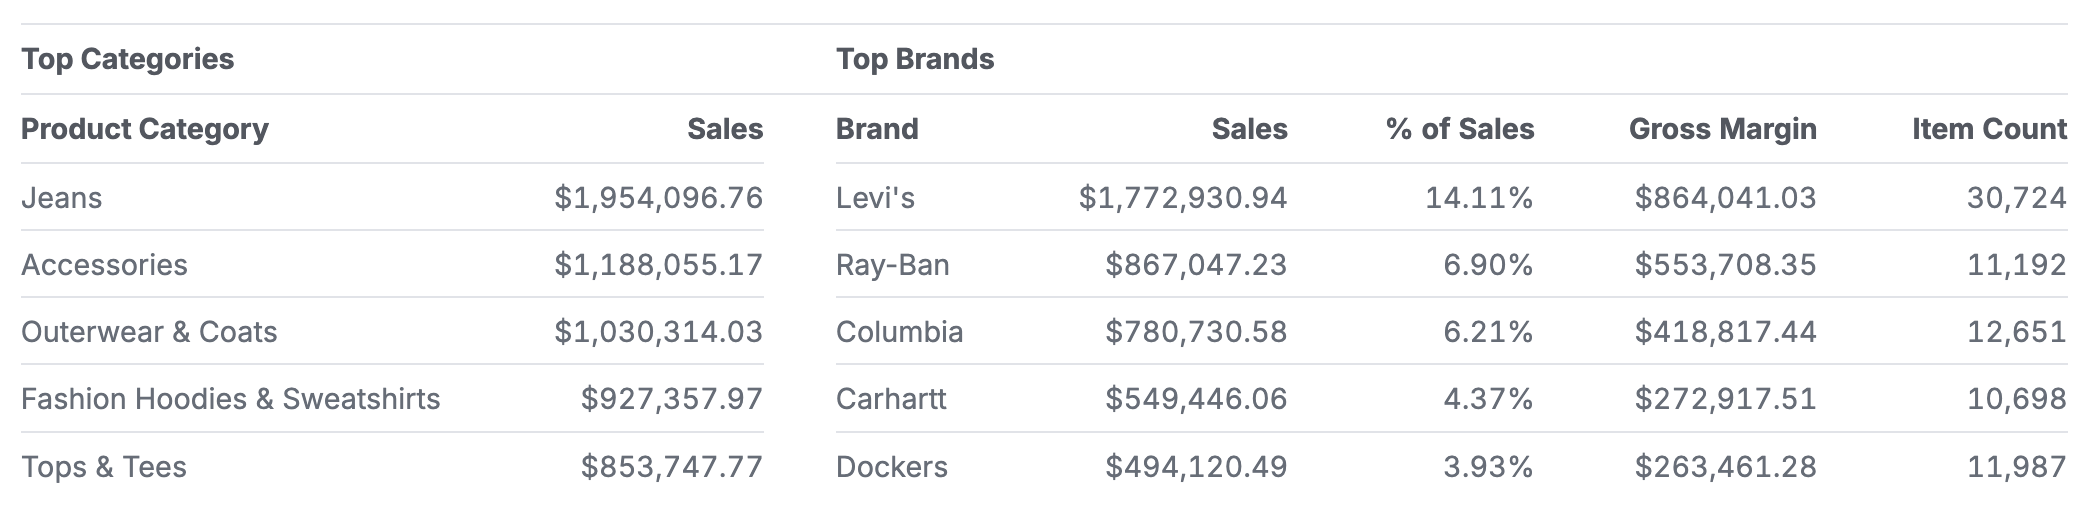 Top Categories
Product Category Sales
Jeans $1,954,096.76
Accessories $1,188,055.17
Outerwear & Coats $1,030,314.03
Fashion Hoodies & Sweatshirts $927,357.97
Tops & Tees $853,747.77
Top Brands
Brand Sales % of Sales Gross Margin Item Count
Levi's $1,772,930.94 14.11% $864,041.03 30,724
Ray-Ban $867,047.23 6.90% $553,708.35 11,192
Columbia $780,730.58 6.21% $418,817.44 12,651
Carhartt $549,446.06 4.37% $272,917.51 10,698
Dockers $494,120.49 3.93% $263,461.28 11,987